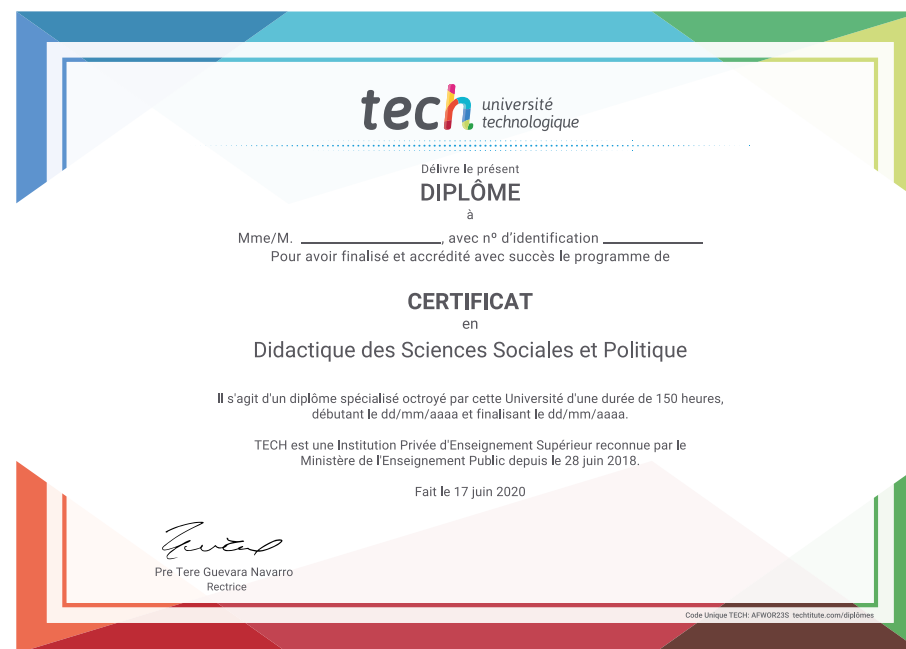 tech université
technologique
Délivre le présent
DIPLÔME
à
Mme/M. ____________________, avec nº d'identification ______________
Pour avoir finalisé et accrédité avec succès le programme de
CERTIFICAT
en
Didactique des Sciences Sociales et Politique
Il s'agit d'un diplôme spécialisé octroyé par cette Université d'une durée de 150 heures,
débutant le dd/mm/aaaa et finalisant le dd/mm/aaaa.
TECH est une Institution Privée d'Enseignement Supérieur reconnue par le
Ministère de l'Enseignement Public depuis le 28 juin 2018.
Fait le 17 juin 2020
Pre Tere Guevara Navarro
Rectrice
Code Unique TECH: AFWOR23S techtitute.com/diplômes